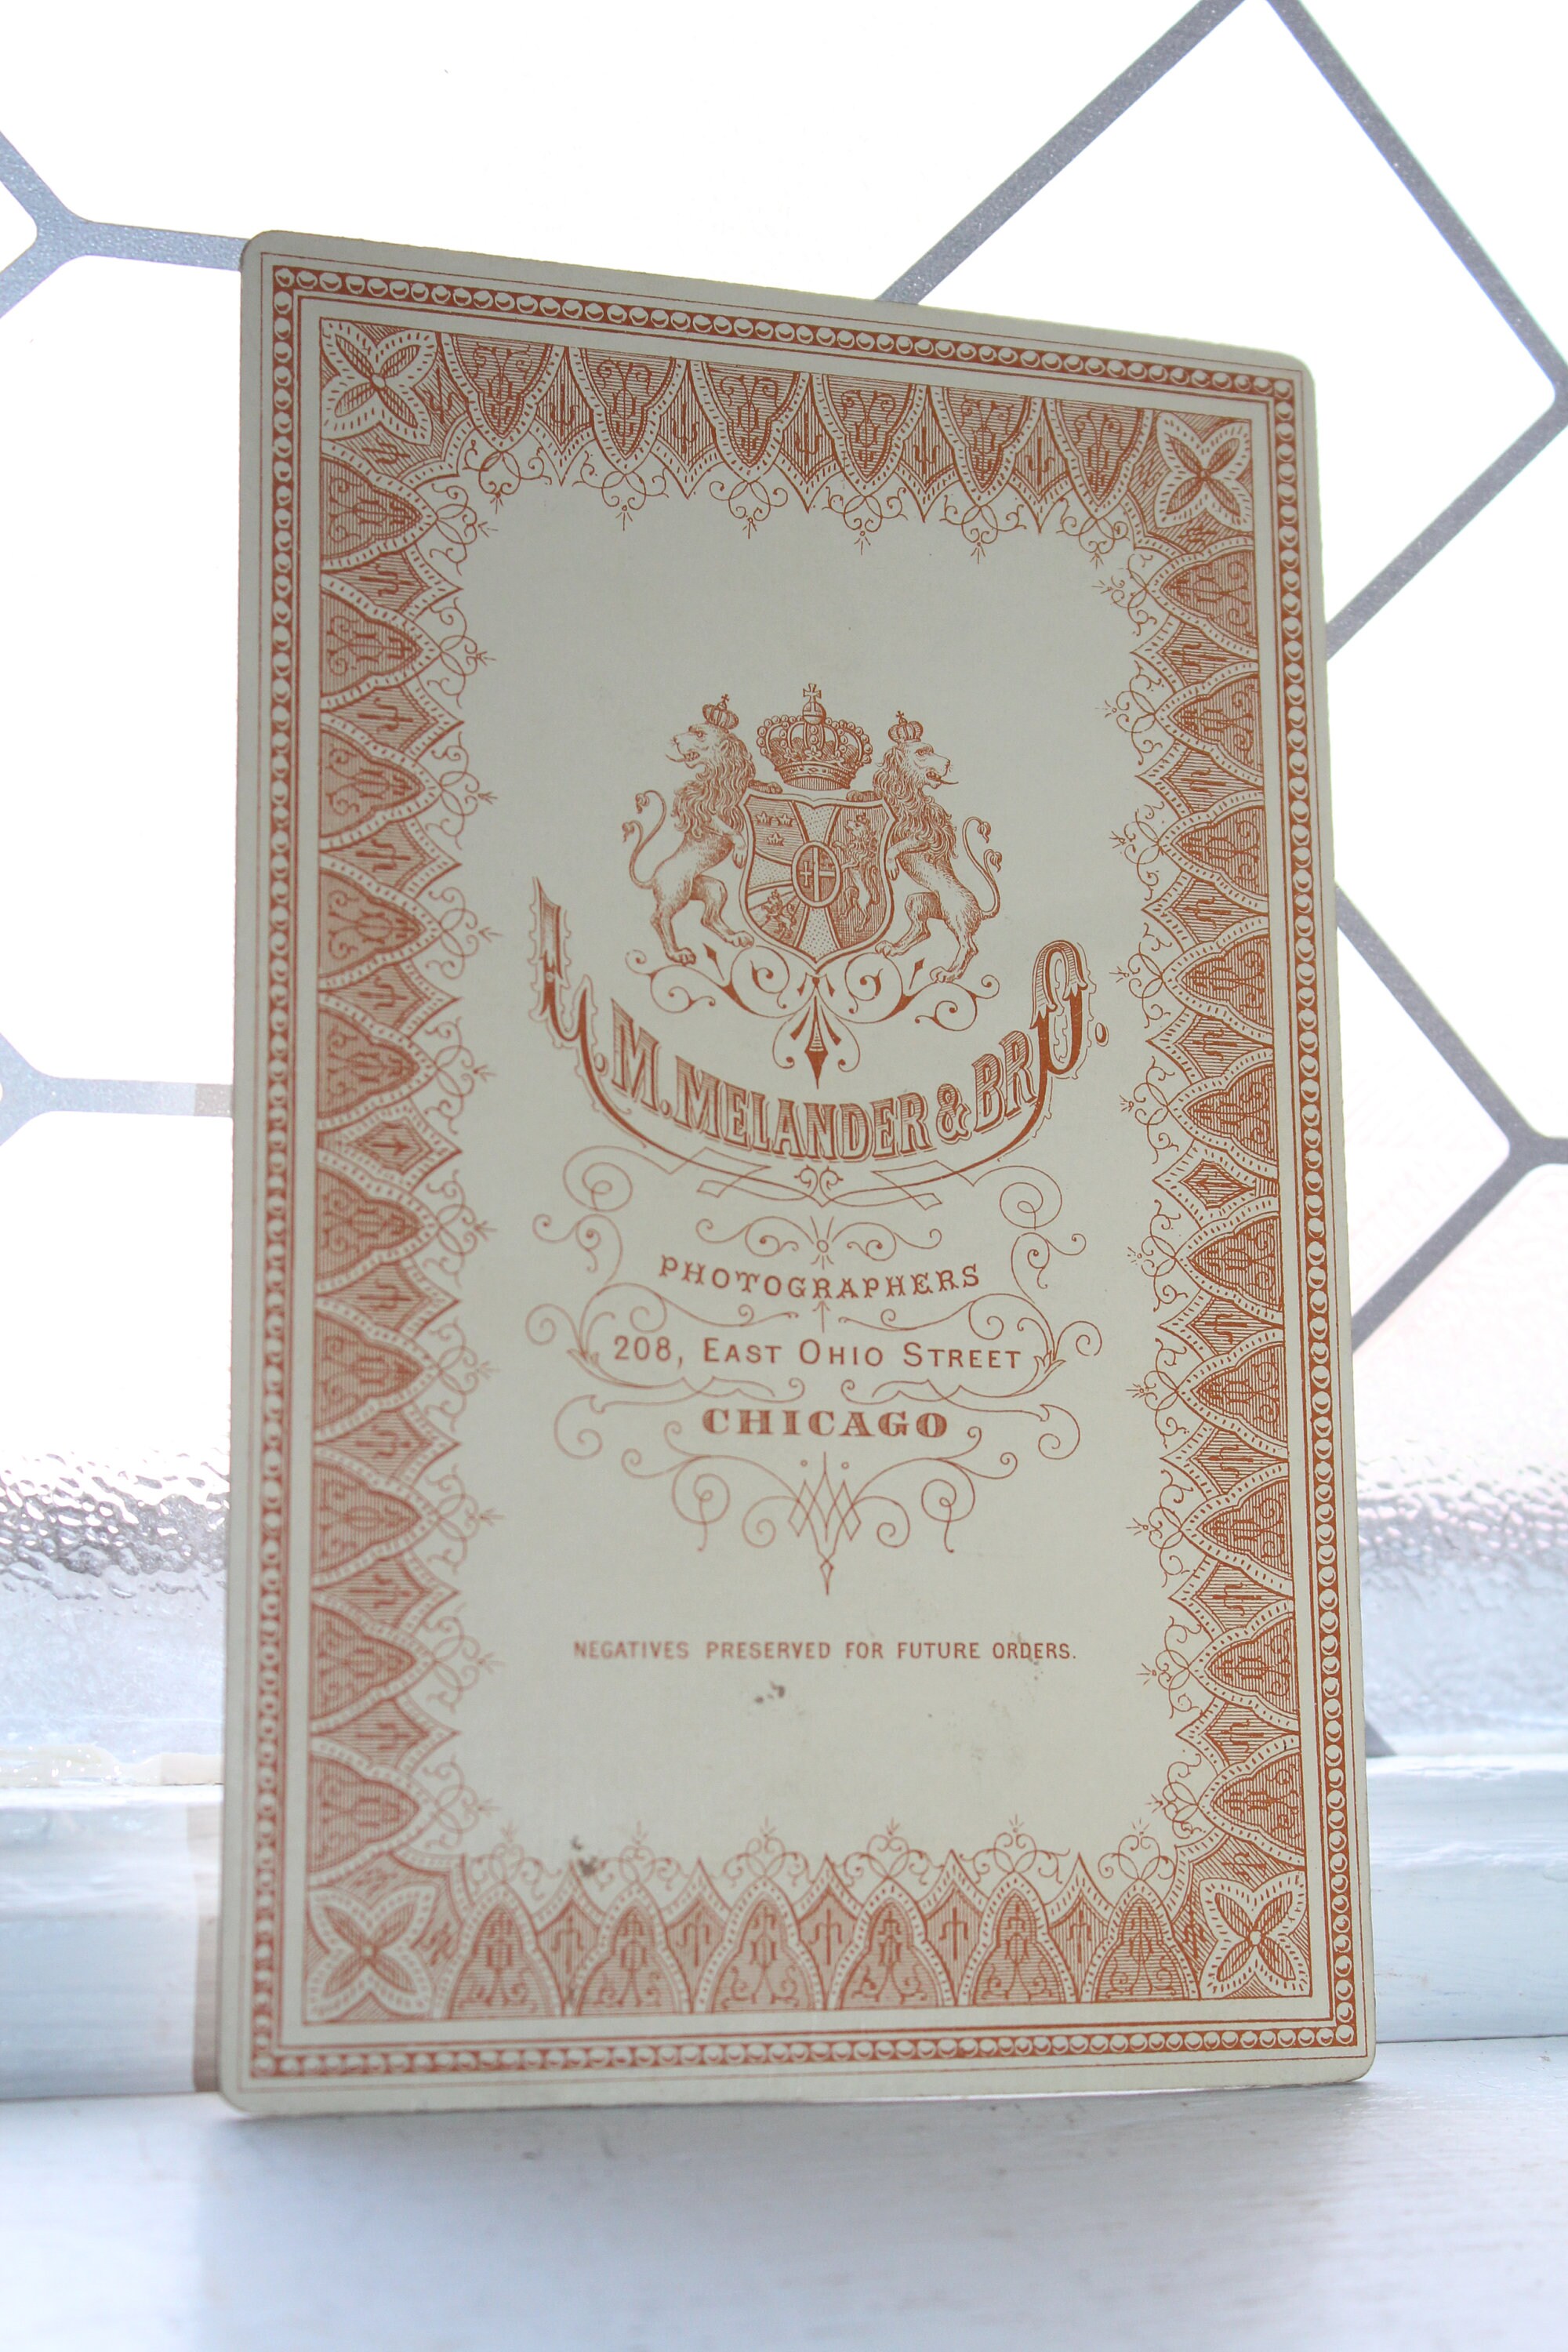 L. M. MELANDER & BRO.
PHOTOGRAPHERS
208, EAST OHIO STREET
CHICAGO
NEGATIVES PRESERVED FOR FUTURE ORDERS.